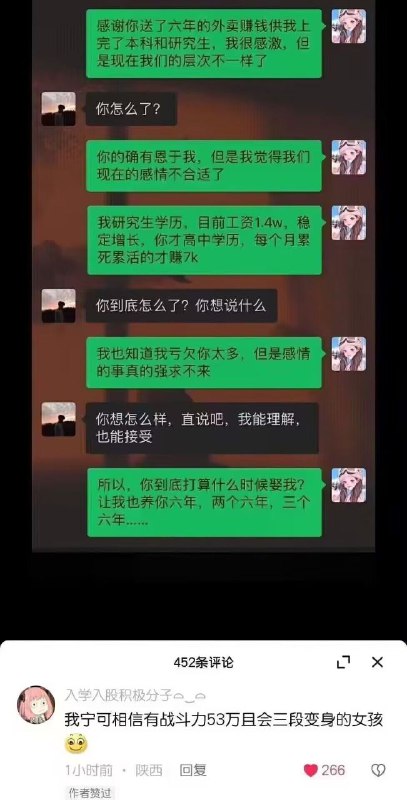 感谢你送了六年的外卖赚钱供我上
完了本科和研究生，我很感激，但
是现在我们的层次不一样了
你怎么了？
你的确有恩于我，但是我觉得我们
现在的感情不合适了
我研究生学历，目前工资1.4w，稳
定增长，你才高中学历，每个月累
死累活的才赚7k
你到底怎么了？你想说什么
我也知道我亏欠你太多，但是感情
的事真的强求不来
你想怎么样，直说吧，我能理解，
也能接受
所以，你到底打算什么时候娶我？
让我也养你六年，两个六年，三个
六年......
452条评论
入学入股积极分子⌓‿⌓
我宁可相信有战斗力53万且会三段变身的女孩
1小时前 · 陕西 回复
266
作者赞过